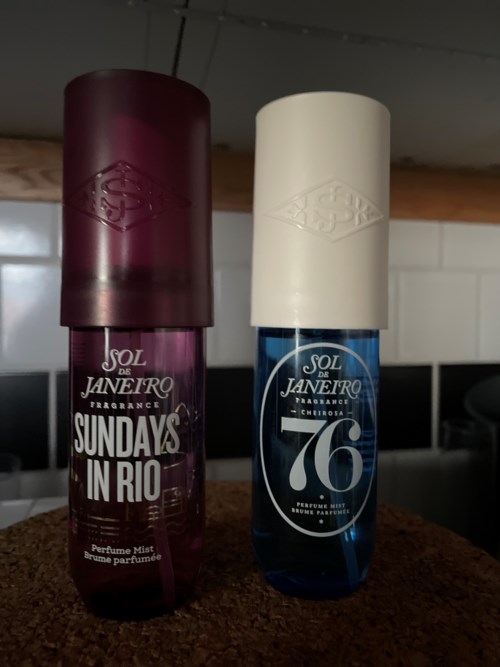 SOL
DE
JANEIRO
FRAGRANCE
SUNDAYS
IN RIO
Perfume Mist
Brume parfumée
SOL
DE
JANEIRO
FRAGRANCE
CHEIROSA
76
PERFUME MIST
BRUME PARFUMÉE